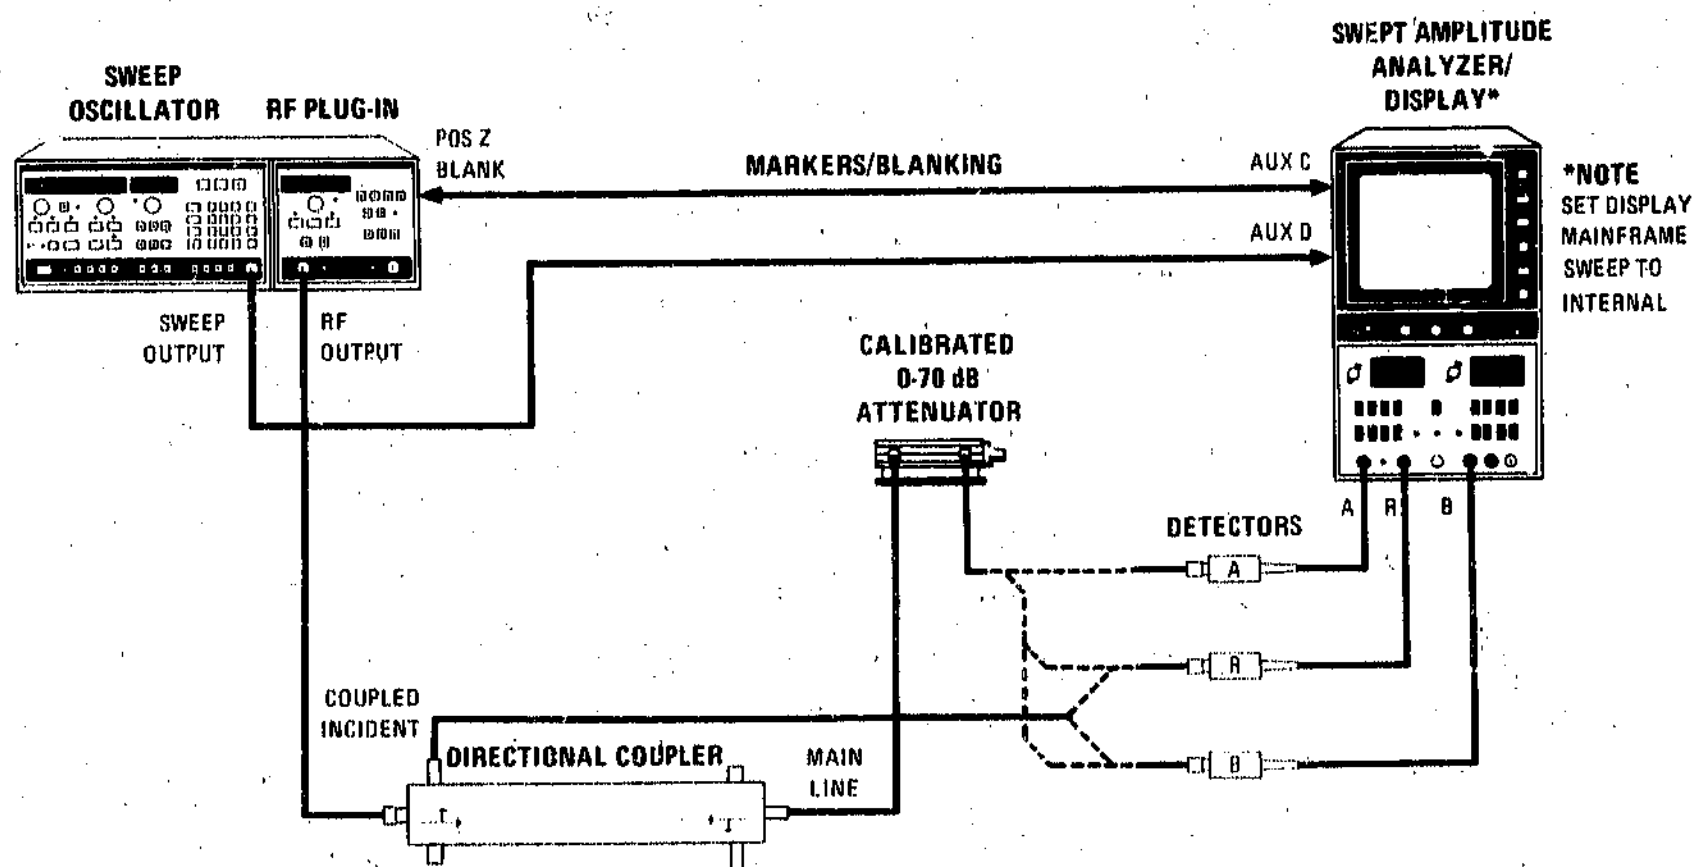 SWEEP
OSCILLATOR
RF PLUG-IN
POS Z
BLANK
MARKERS/BLANKING
AUX C
AUX D
SWEPT AMPLITUDE
ANALYZER/
DISPLAY*
*NOTE
SET DISPLAY
MAINFRAME
SWEEP TO
INTERNAL
SWEEP
OUTPUT
RF
OUTPUT
CALIBRATED
0-70 dB
ATTENUATOR
A
R
B
DETECTORS
A
R
B
COUPLED
INCIDENT
DIRECTIONAL COUPLER
MAIN
LINE